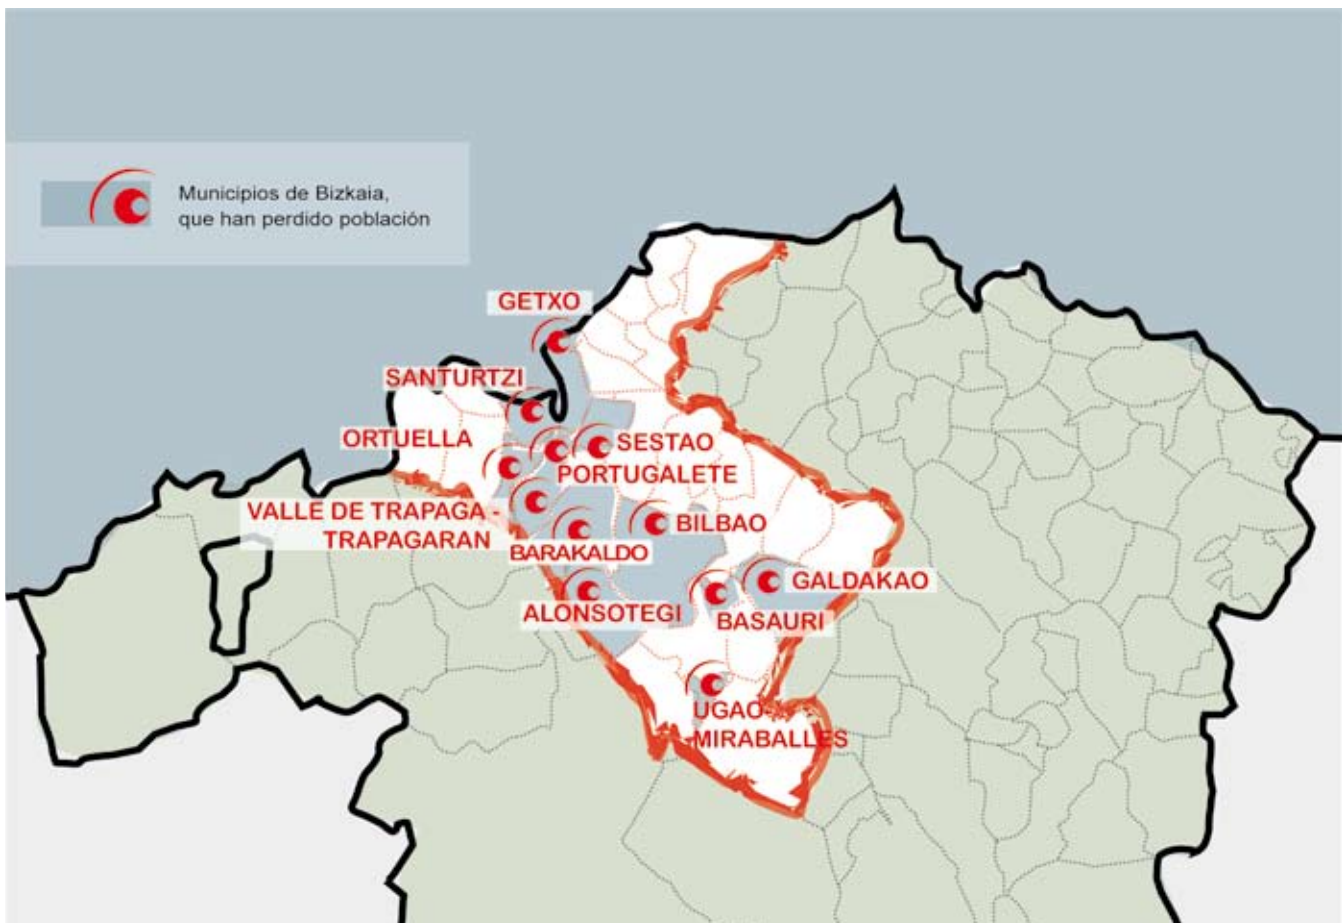 Municipios de Bizkaia,
que han perdido población
GETXO
SANTURTZI
ORTUELLA
SESTAO
PORTUGALETE
VALLE DE TRAPAGA -
TRAPAGARAN
BILBAO
BARAKALDO
GALDAKAO
ALONSOTEGI
BASAURI
UGAO-
MIRABALLES